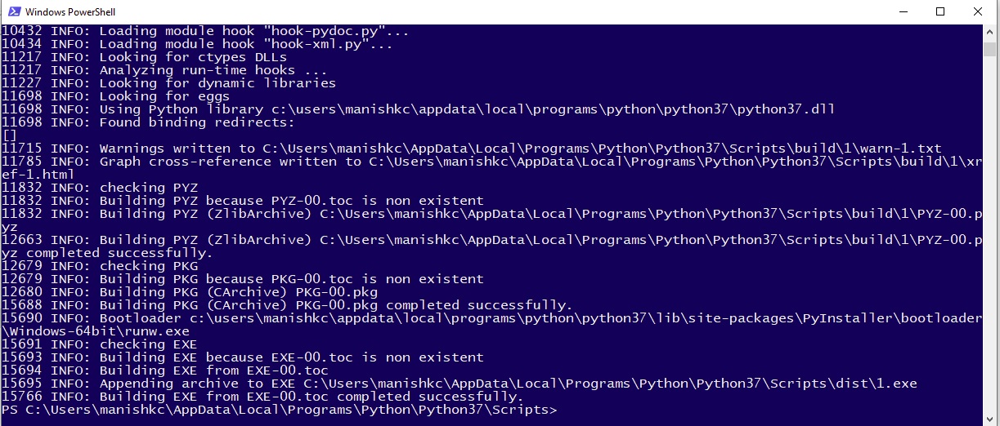 Windows PowerShell
10432 INFO: Loading module hook "hook-pydoc.py"...
10434 INFO: Loading module hook "hook-xml.py"...
11217 INFO: Looking for ctypes DLLs
11217 INFO: Analyzing run-time hooks ...
11227 INFO: Looking for dynamic libraries
11698 INFO: Looking for eggs
11698 INFO: Using Python library c:\users\manishkc\appdata\local\programs\python\python37\python37.dll
11698 INFO: Found binding redirects:
[]
11715 INFO: Warnings written to C:\Users\manishkc\AppData\Local\Programs\Python\Python37\Scripts\build\1\warn-1.txt
11785 INFO: Graph cross-reference written to C:\Users\manishkc\AppData\Local\Programs\Python\Python37\Scripts\build\1\xr
ef-1.html
11832 INFO: checking PYZ
11832 INFO: Building PYZ because PYZ-00.toc is non existent
11832 INFO: Building PYZ (ZlibArchive) C:\Users\manishkc\AppData\Local\Programs\Python\Python37\Scripts\build\1\PYZ-00.p
yz
12663 INFO: Building PYZ (ZlibArchive) C:\Users\manishkc\AppData\Local\Programs\Python\Python37\Scripts\build\1\PYZ-00.p
yz completed successfully.
12679 INFO: checking PKG
12679 INFO: Building PKG because PKG-00.toc is non existent
12680 INFO: Building PKG (CArchive) PKG-00.pkg
15688 INFO: Building PKG (CArchive) PKG-00.pkg completed successfully.
15690 INFO: Bootloader c:\users\manishkc\appdata\local\programs\python\python37\lib\site-packages\PyInstaller\bootloader
\Windows-64bit\runw.exe
15691 INFO: checking EXE
15693 INFO: Building EXE because EXE-00.toc is non existent
15694 INFO: Building EXE from EXE-00.toc
15695 INFO: Appending archive to EXE C:\Users\manishkc\AppData\Local\Programs\Python\Python37\Scripts\dist\1.exe
15766 INFO: Building EXE from EXE-00.toc completed successfully.
PS C:\Users\manishkc\AppData\Local\Programs\Python\Python37\Scripts>